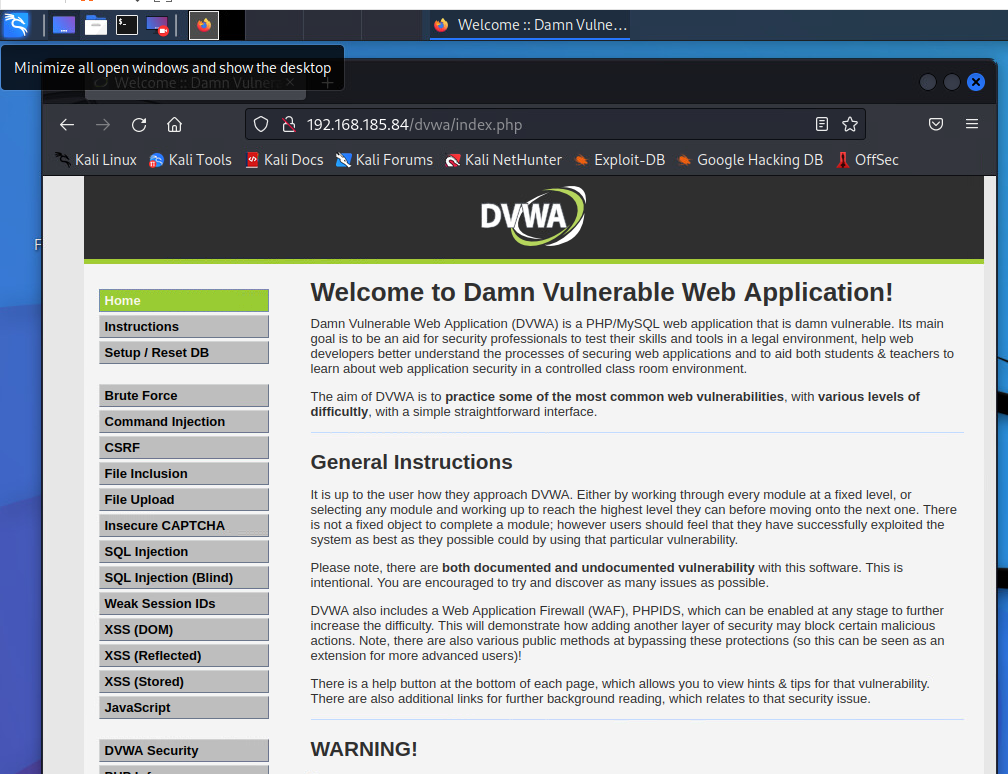 Welcome :: Damn Vulne…
Minimize all open windows and show the desktop
Welcome :: Damn Vulne
192.168.185.84/dvwa/index.php
Kali Linux Kali Tools Kali Docs Kali Forums Kali NetHunter Exploit-DB Google Hacking DB OffSec
F
DVWA
Home
Instructions
Setup / Reset DB
Brute Force
Command Injection
CSRF
File Inclusion
File Upload
Insecure CAPTCHA
SQL Injection
SQL Injection (Blind)
Weak Session IDs
XSS (DOM)
XSS (Reflected)
XSS (Stored)
JavaScript
DVWA Security
Welcome to Damn Vulnerable Web Application!
Damn Vulnerable Web Application (DVWA) is a PHP/MySQL web application that is damn vulnerable. Its main
goal is to be an aid for security professionals to test their skills and tools in a legal environment, help web
developers better understand the processes of securing web applications and to aid both students & teachers to
learn about web application security in a controlled class room environment.
The aim of DVWA is to practice some of the most common web vulnerabilities, with various levels of
difficultly, with a simple straightforward interface.
General Instructions
It is up to the user how they approach DVWA. Either by working through every module at a fixed level, or
selecting any module and working up to reach the highest level they can before moving onto the next one. There
is not a fixed object to complete a module; however users should feel that they have successfully exploited the
system as best as they possible could by using that particular vulnerability.
Please note, there are both documented and undocumented vulnerability with this software. This is
intentional. You are encouraged to try and discover as many issues as possible.
DVWA also includes a Web Application Firewall (WAF), PHPIDS, which can be enabled at any stage to further
increase the difficulty. This will demonstrate how adding another layer of security may block certain malicious
actions. Note, there are also various public methods at bypassing these protections (so this can be seen as an
extension for more advanced users)!
There is a help button at the bottom of each page, which allows you to view hints & tips for that vulnerability.
There are also additional links for further background reading, which relates to that security issue.
WARNING!